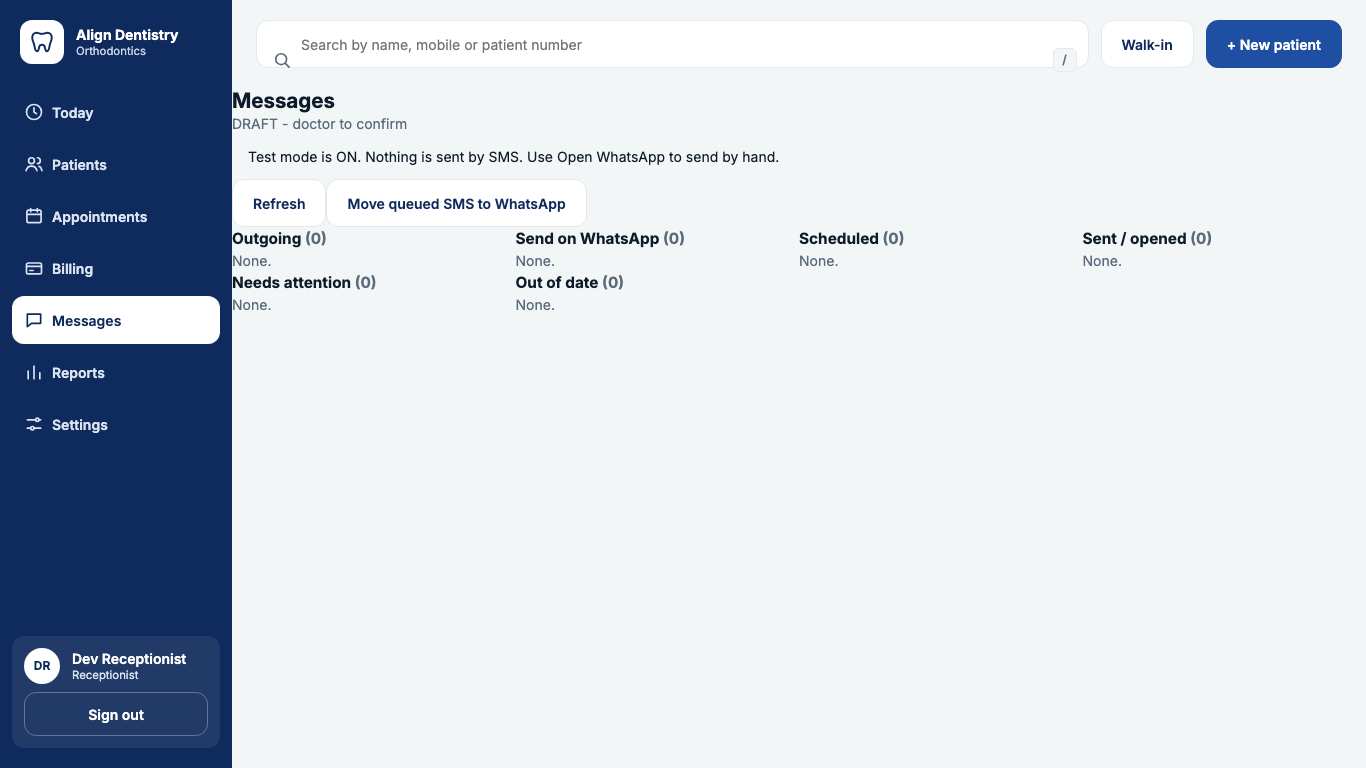 Align Dentistry
Orthodontics
Today
Patients
Appointments
Billing
Messages
Reports
Settings
DR
Dev Receptionist
Receptionist
Sign out
Search by name, mobile or patient number
/
Walk-in
+ New patient
Messages
DRAFT - doctor to confirm
Test mode is ON. Nothing is sent by SMS. Use Open WhatsApp to send by hand.
Refresh
Move queued SMS to WhatsApp
Outgoing (0)
None.
Send on WhatsApp (0)
None.
Scheduled (0)
None.
Sent / opened (0)
None.
Needs attention (0)
None.
Out of date (0)
None.